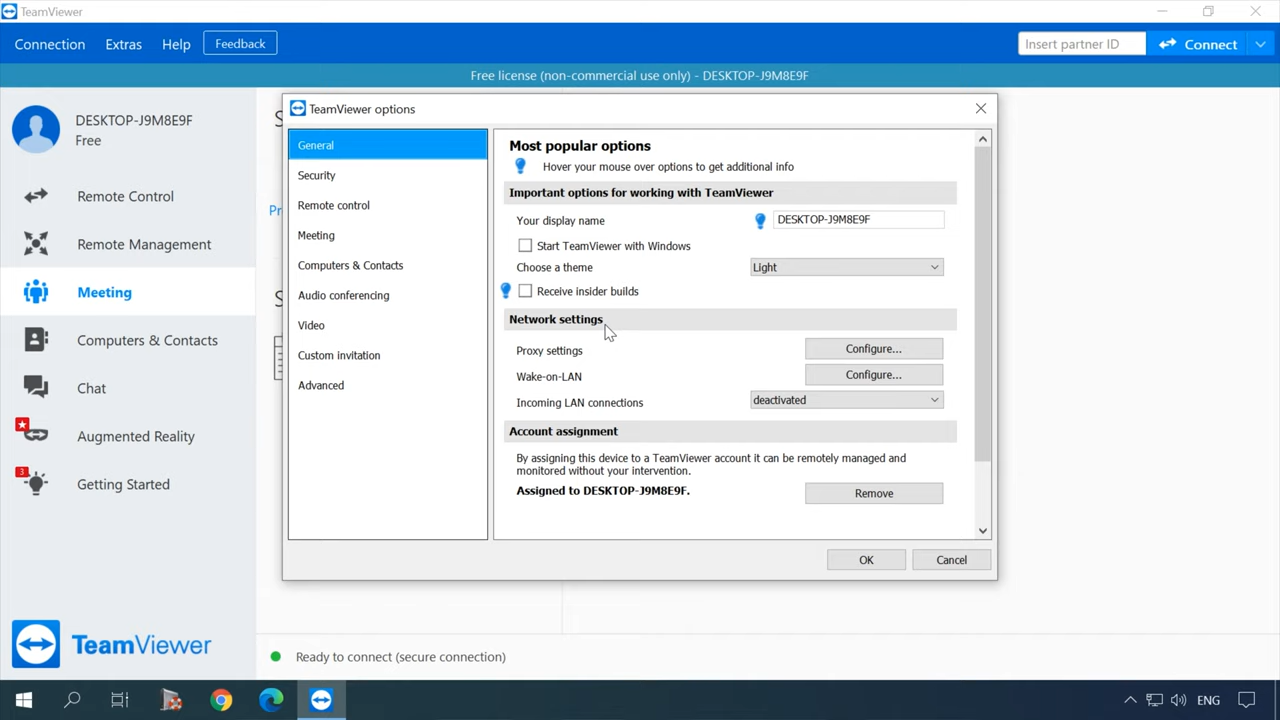 TeamViewer
Connection Extras Help Feedback
Insert partner ID Connect
Free license (non-commercial use only) - DESKTOP-J9M8E9F
DESKTOP-J9M8E9F
Free
Remote Control
Remote Management
Meeting
Computers & Contacts
Chat
Augmented Reality
3
Getting Started
TeamViewer
S
Pr
S
TeamViewer options
General
Security
Remote control
Meeting
Computers & Contacts
Audio conferencing
Video
Custom invitation
Advanced
Most popular options
Hover your mouse over options to get additional info
Important options for working with TeamViewer
Your display name DESKTOP-J9M8E9F
Start TeamViewer with Windows
Choose a theme Light
Receive insider builds
Network settings
Proxy settings Configure...
Wake-on-LAN Configure...
Incoming LAN connections deactivated
Account assignment
By assigning this device to a TeamViewer account it can be remotely managed and
monitored without your intervention.
Assigned to DESKTOP-J9M8E9F. Remove
OK Cancel
Ready to connect (secure connection)
ENG